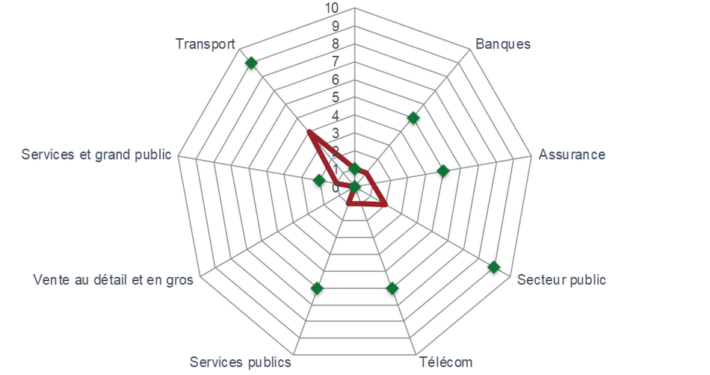 10
9
8
7
6
5
4
3
2
1
0
Transport
Banques
Services et grand public
Assurance
Vente au détail et en gros
Secteur public
Services publics
Télécom